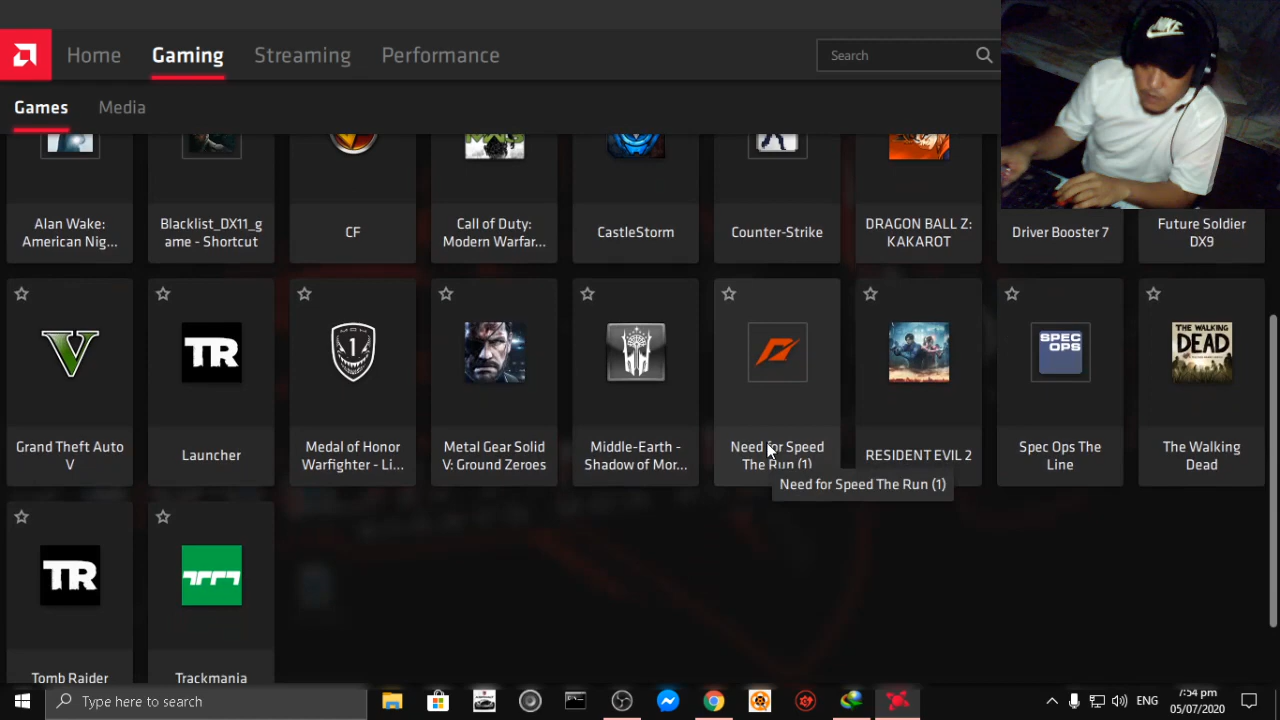 Home Gaming Streaming Performance Search
Games Media
Alan Wake:
American Nig...
Blacklist_DX11_g
ame - Shortcut
CF
Call of Duty:
Modern Warfar...
CastleStorm
Counter-Strike
DRAGON BALL Z:
KAKAROT
Driver Booster 7
Future Soldier
DX9
V
TR
1
SPEC
OPS
THE WALKING
DEAD
Grand Theft Auto
V
Launcher
Medal of Honor
Warfighter - Li...
Metal Gear Solid
V: Ground Zeroes
Middle-Earth -
Shadow of Mor...
Need for Speed
The Run (1)
RESIDENT EVIL 2
Spec Ops The
Line
The Walking
Dead
Need for Speed The Run (1)
TR
Tomb Raider
Trackmania
Type here to search
ENG
7:54 pm
05/07/2020